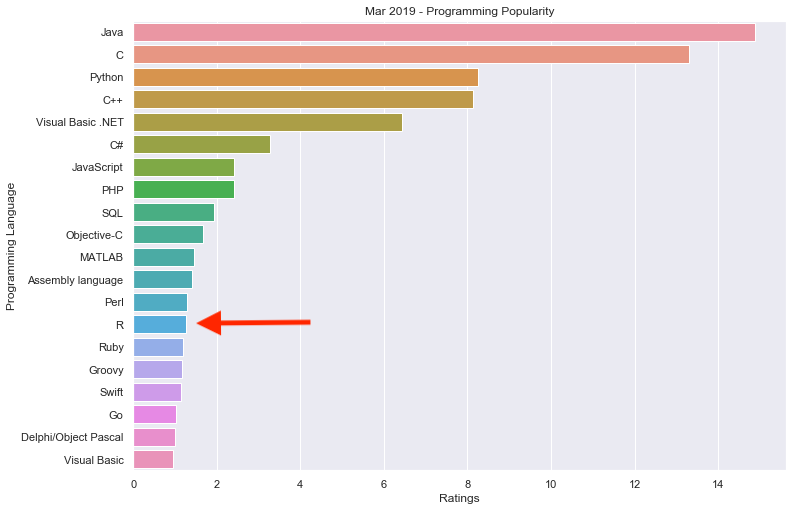 Mar 2019 - Programming Popularity
Java
C
Python
C++
Visual Basic .NET
C#
JavaScript
PHP
SQL
Objective-C
MATLAB
Assembly language
Perl
R
Ruby
Groovy
Swift
Go
Delphi/Object Pascal
Visual Basic
Programming Language
0 2 4 6 8 10 12 14
Ratings